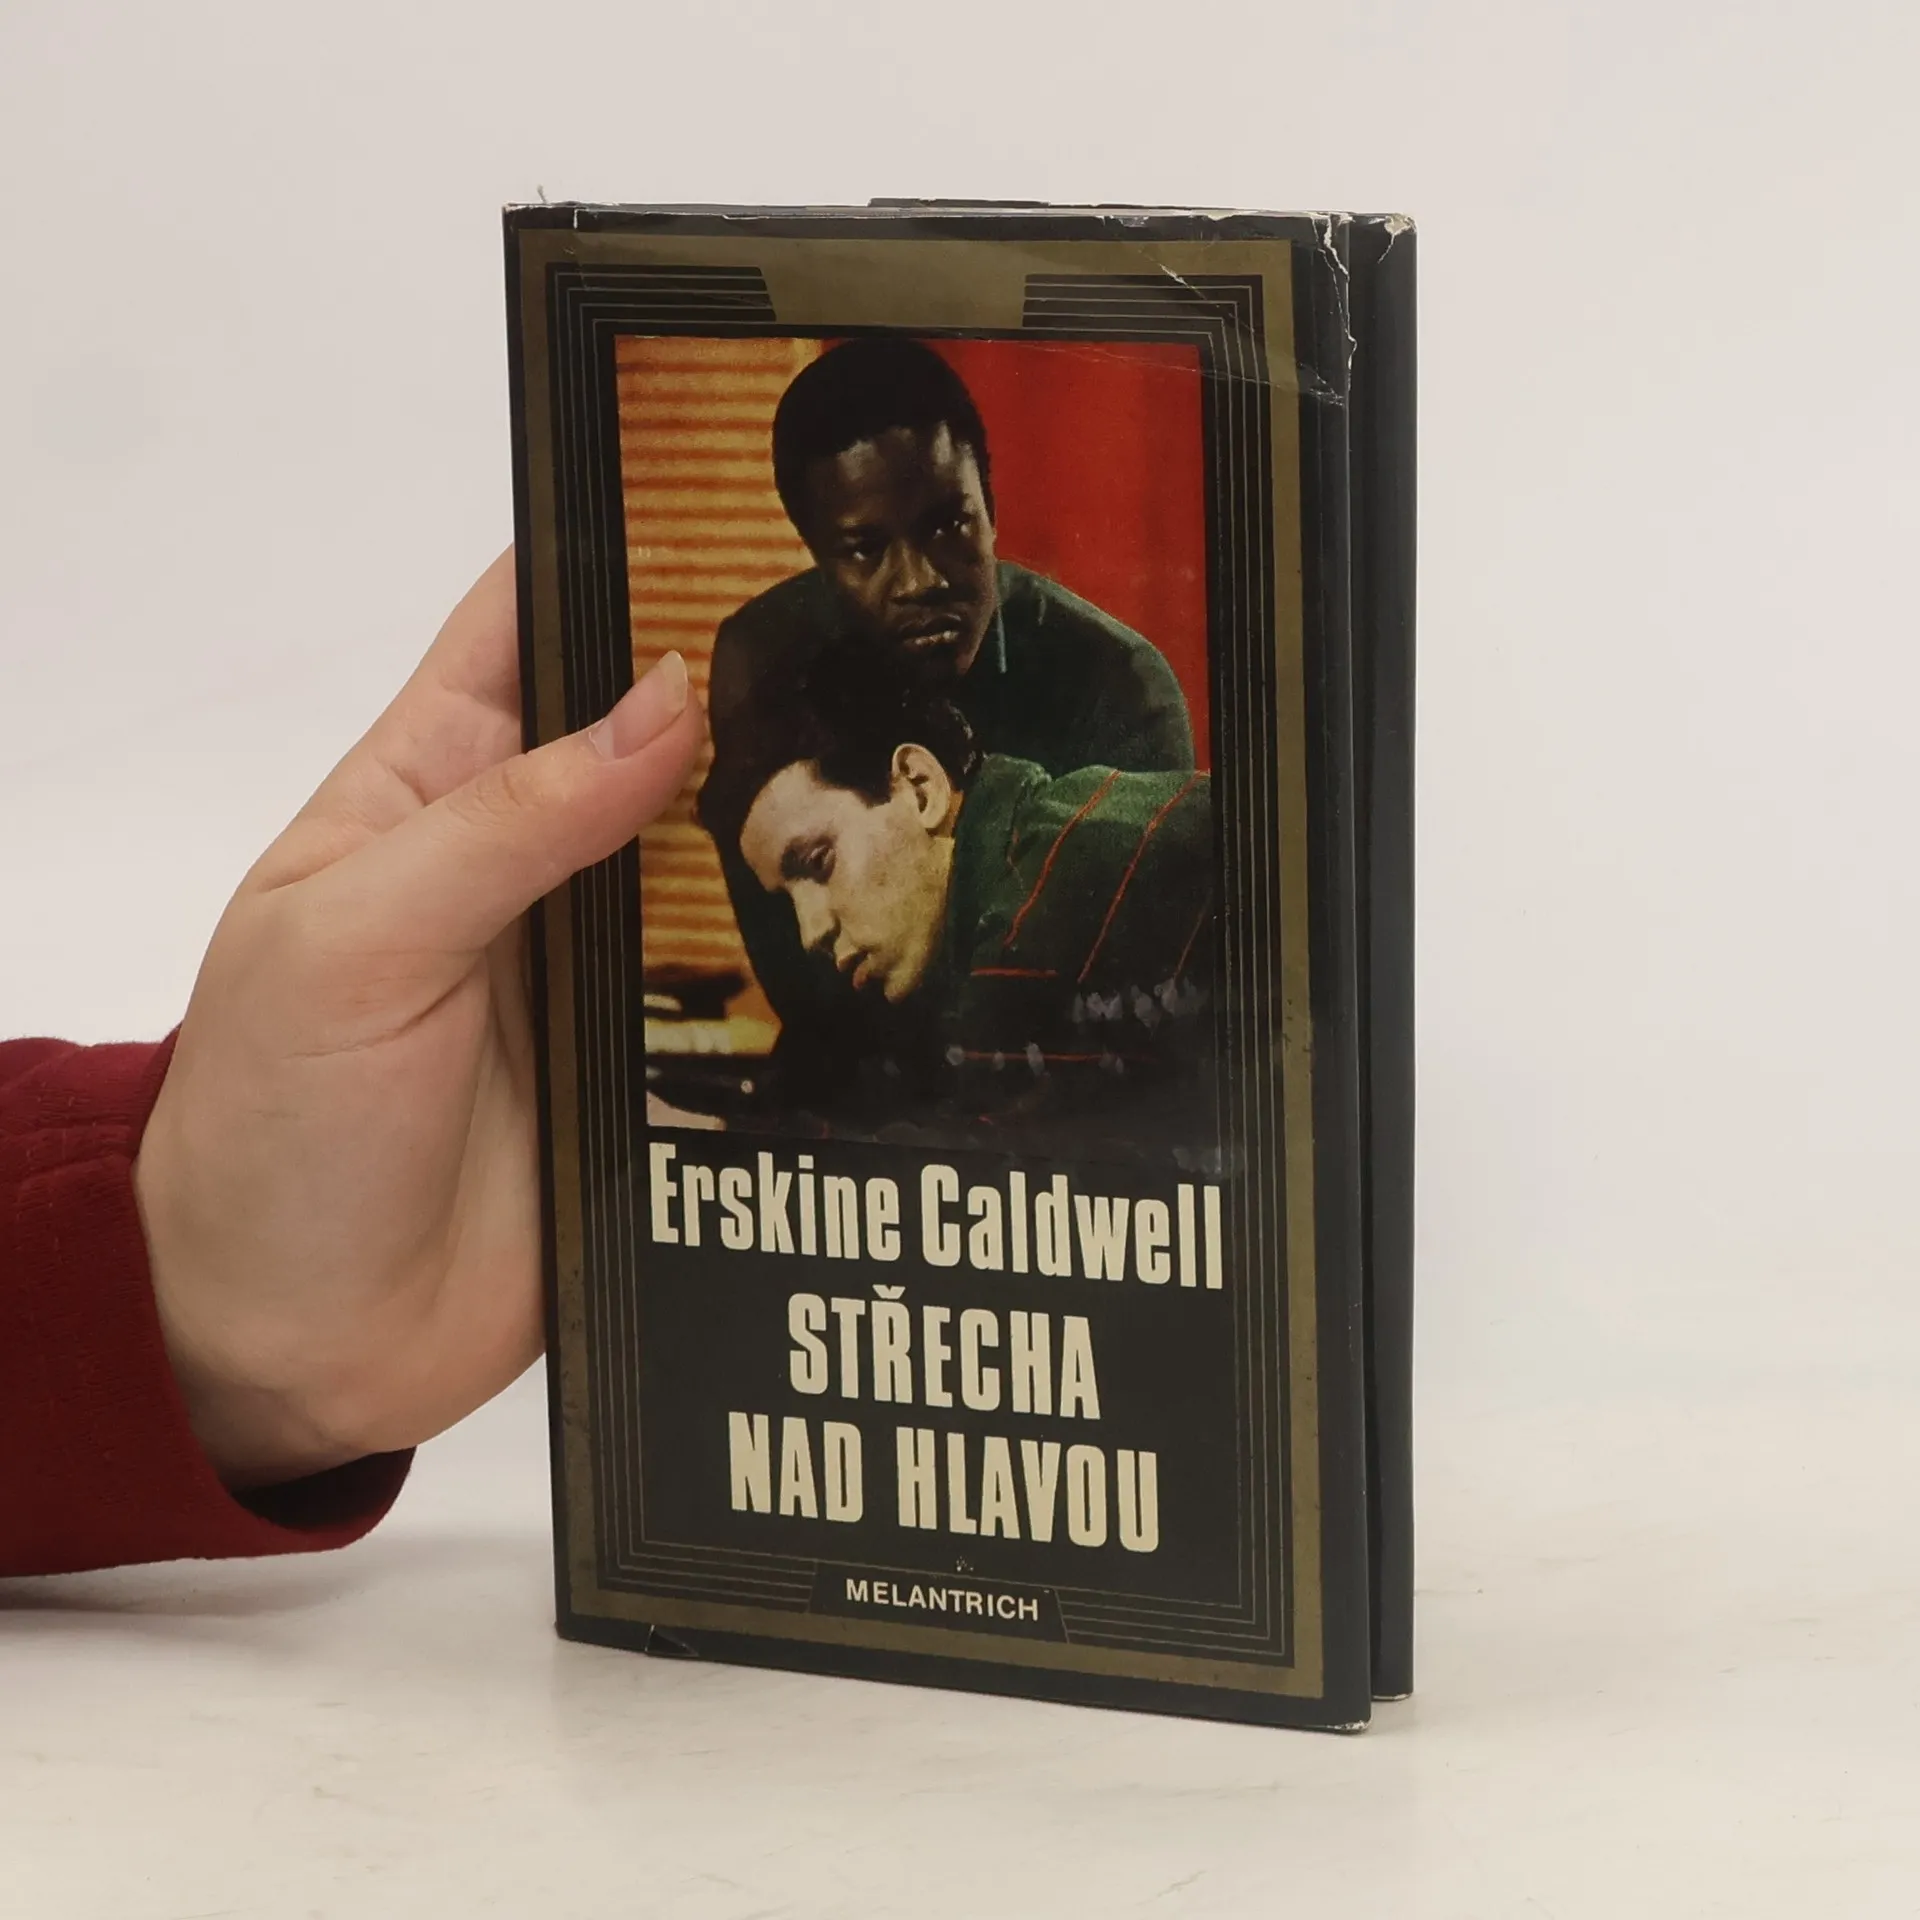 Erskine Caldwell
STŘECHA
NAD HLAVOU
MELANTRICH